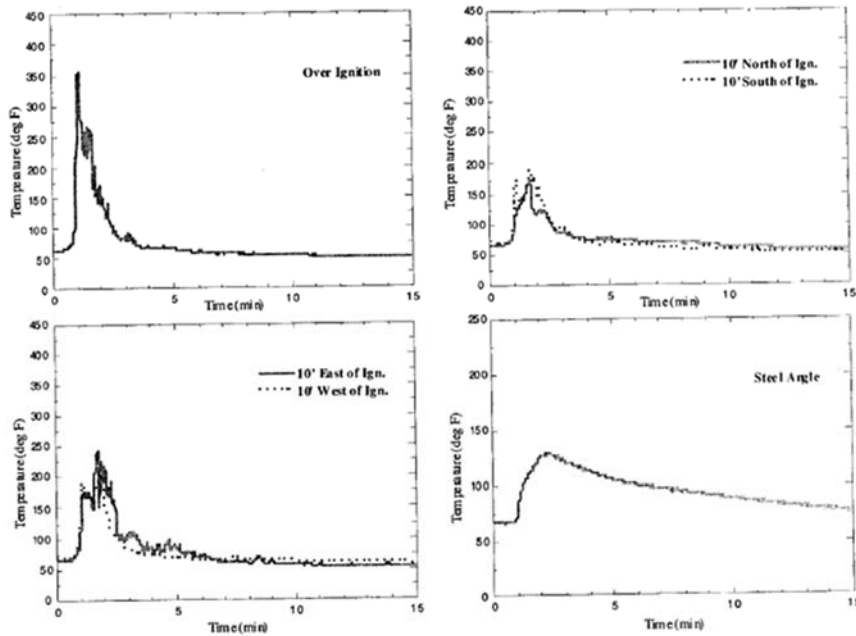 Temperature (deg F)
450
400
350
300
250
200
150
100
50
0
Over Ignition
0 5 10 15
Time (min)
Temperature (deg F)
450
400
350
300
250
200
150
100
50
0
10' North of Ign.
10' South of Ign.
0 5 10 15
Time (min)
Temperature (deg F)
450
400
350
300
250
200
150
100
50
0
10' East of Ign.
10' West of Ign.
0 5 10 15
Time (min)
Temperature (deg F)
250
200
150
100
50
0
Steel Angle
0 5 10 15
Time (min)